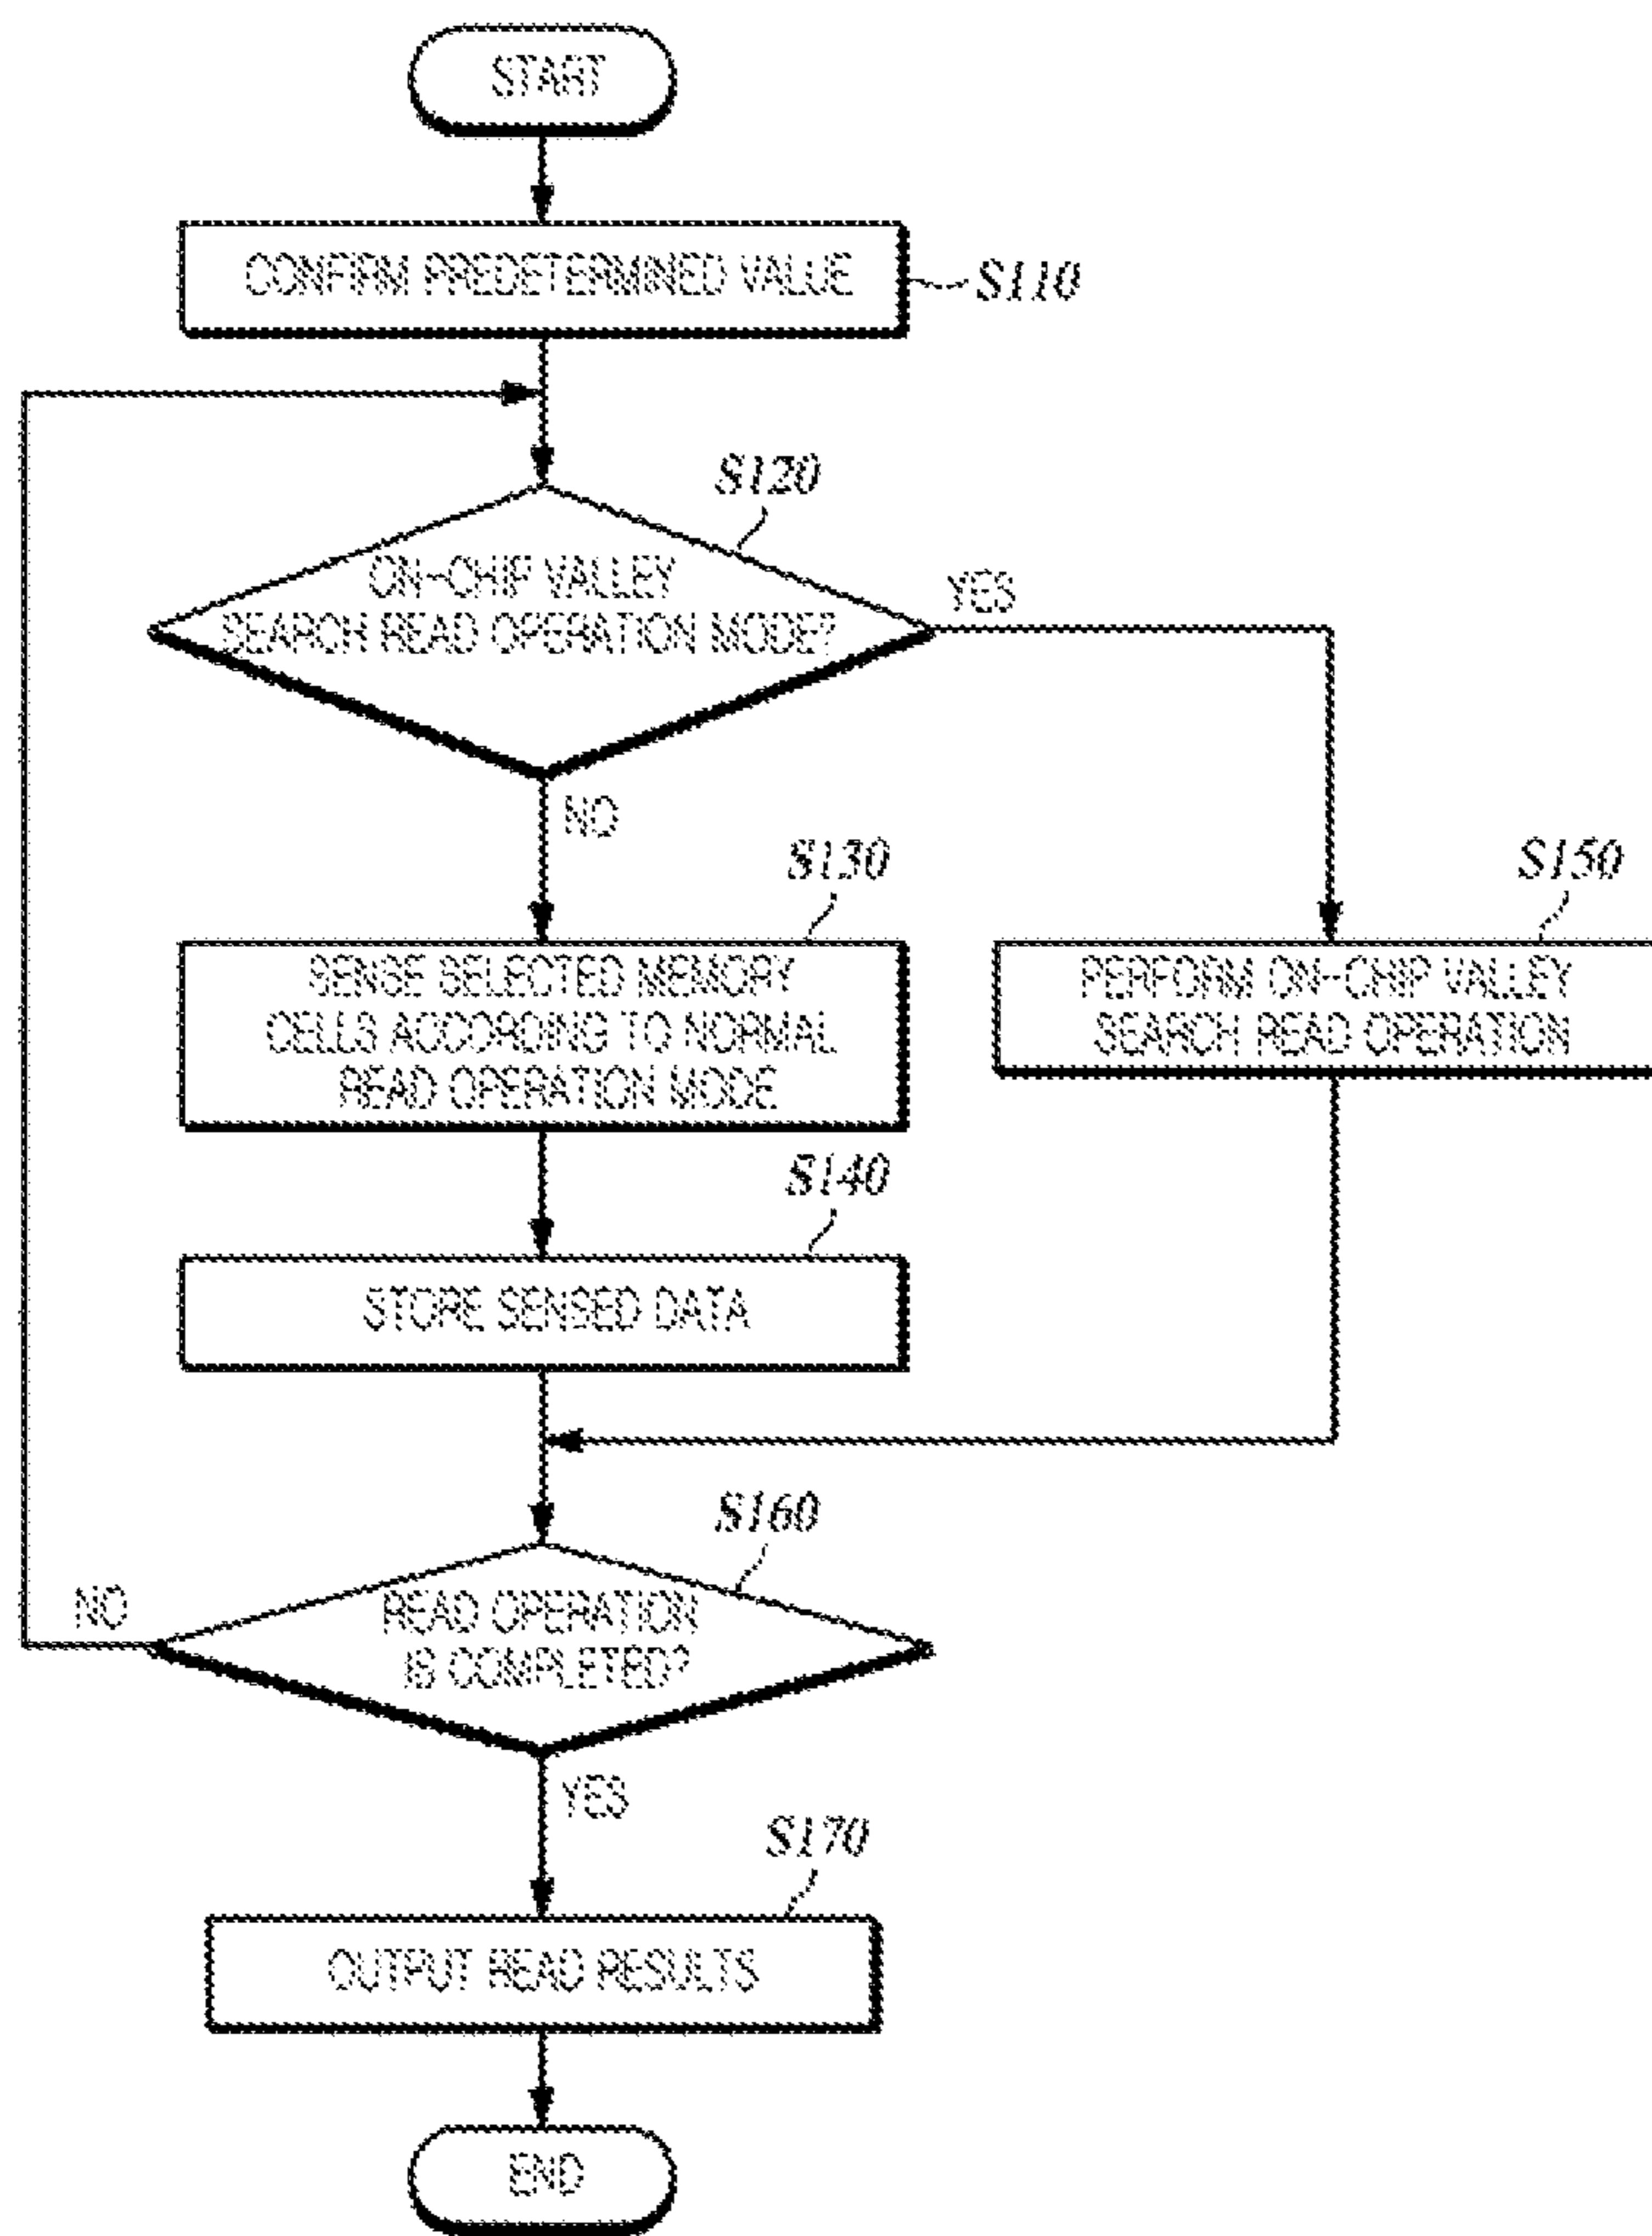 START
CONFIRM PREDETERMINED VALUE
S110
S120
ON-CHIP VALLEY
SEARCH READ OPERATION MODE?
YES
NO
S130
SENSE SELECTED MEMORY
CELLS ACCORDING TO NORMAL
READ OPERATION MODE
S150
PERFORM ON-CHIP VALLEY
SEARCH READ OPERATION
S140
STORE SENSED DATA
S160
READ OPERATION
IS COMPLETED?
NO
YES
S170
OUTPUT READ RESULTS
END